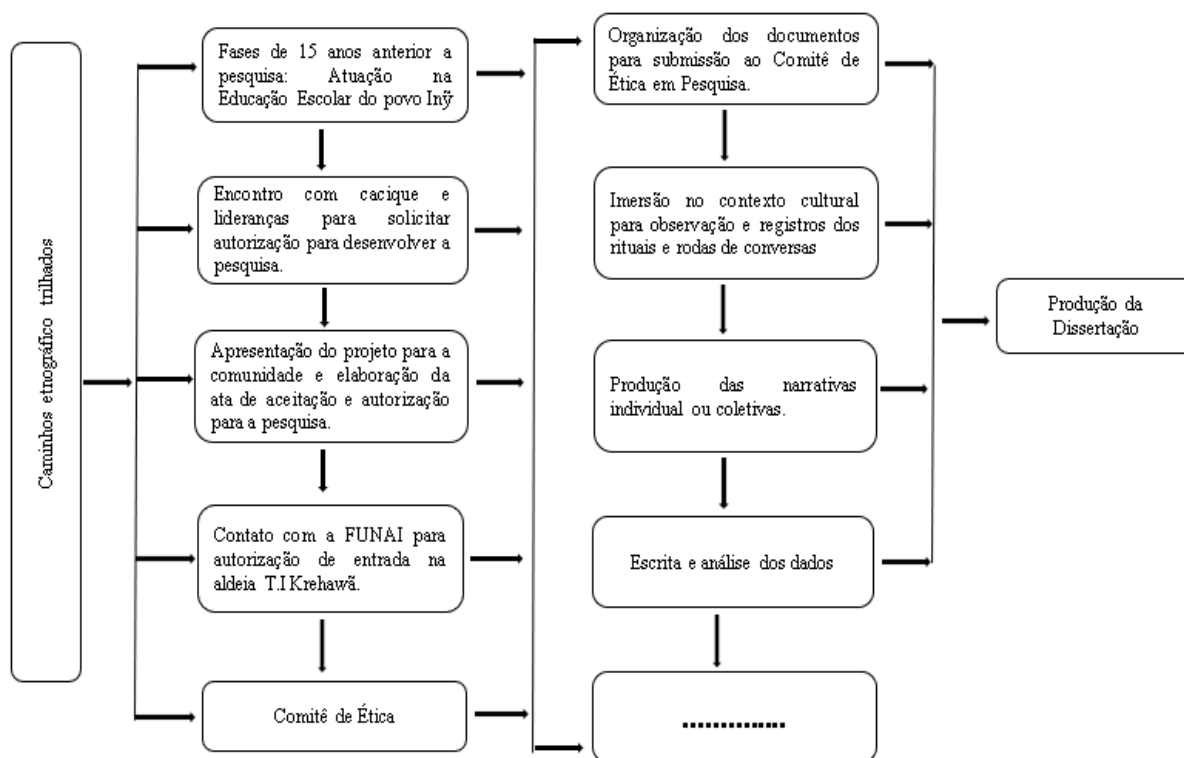 Caminhos etnográfico trilhados
Fases de 15 anos anterior a
pesquisa: Atuação na
Educação Escolar do povo Inỹ
Encontro com cacique e
lideranças para solicitar
autorização para desenvolver a
pesquisa.
Apresentação do projeto para a
comunidade e elaboração da
ata de aceitação e autorização
para a pesquisa.
Contato com a FUNAI para
autorização de entrada na
aldeia T.I Krehawã.
Comitê de Ética
Organização dos documentos
para submissão ao Comitê de
Ética em Pesquisa.
Imersão no contexto cultural
para observação e registros dos
rituais e rodas de conversas
Produção das narrativas
individual ou coletivas.
Escrita e análise dos dados
..............
Produção da
Dissertação